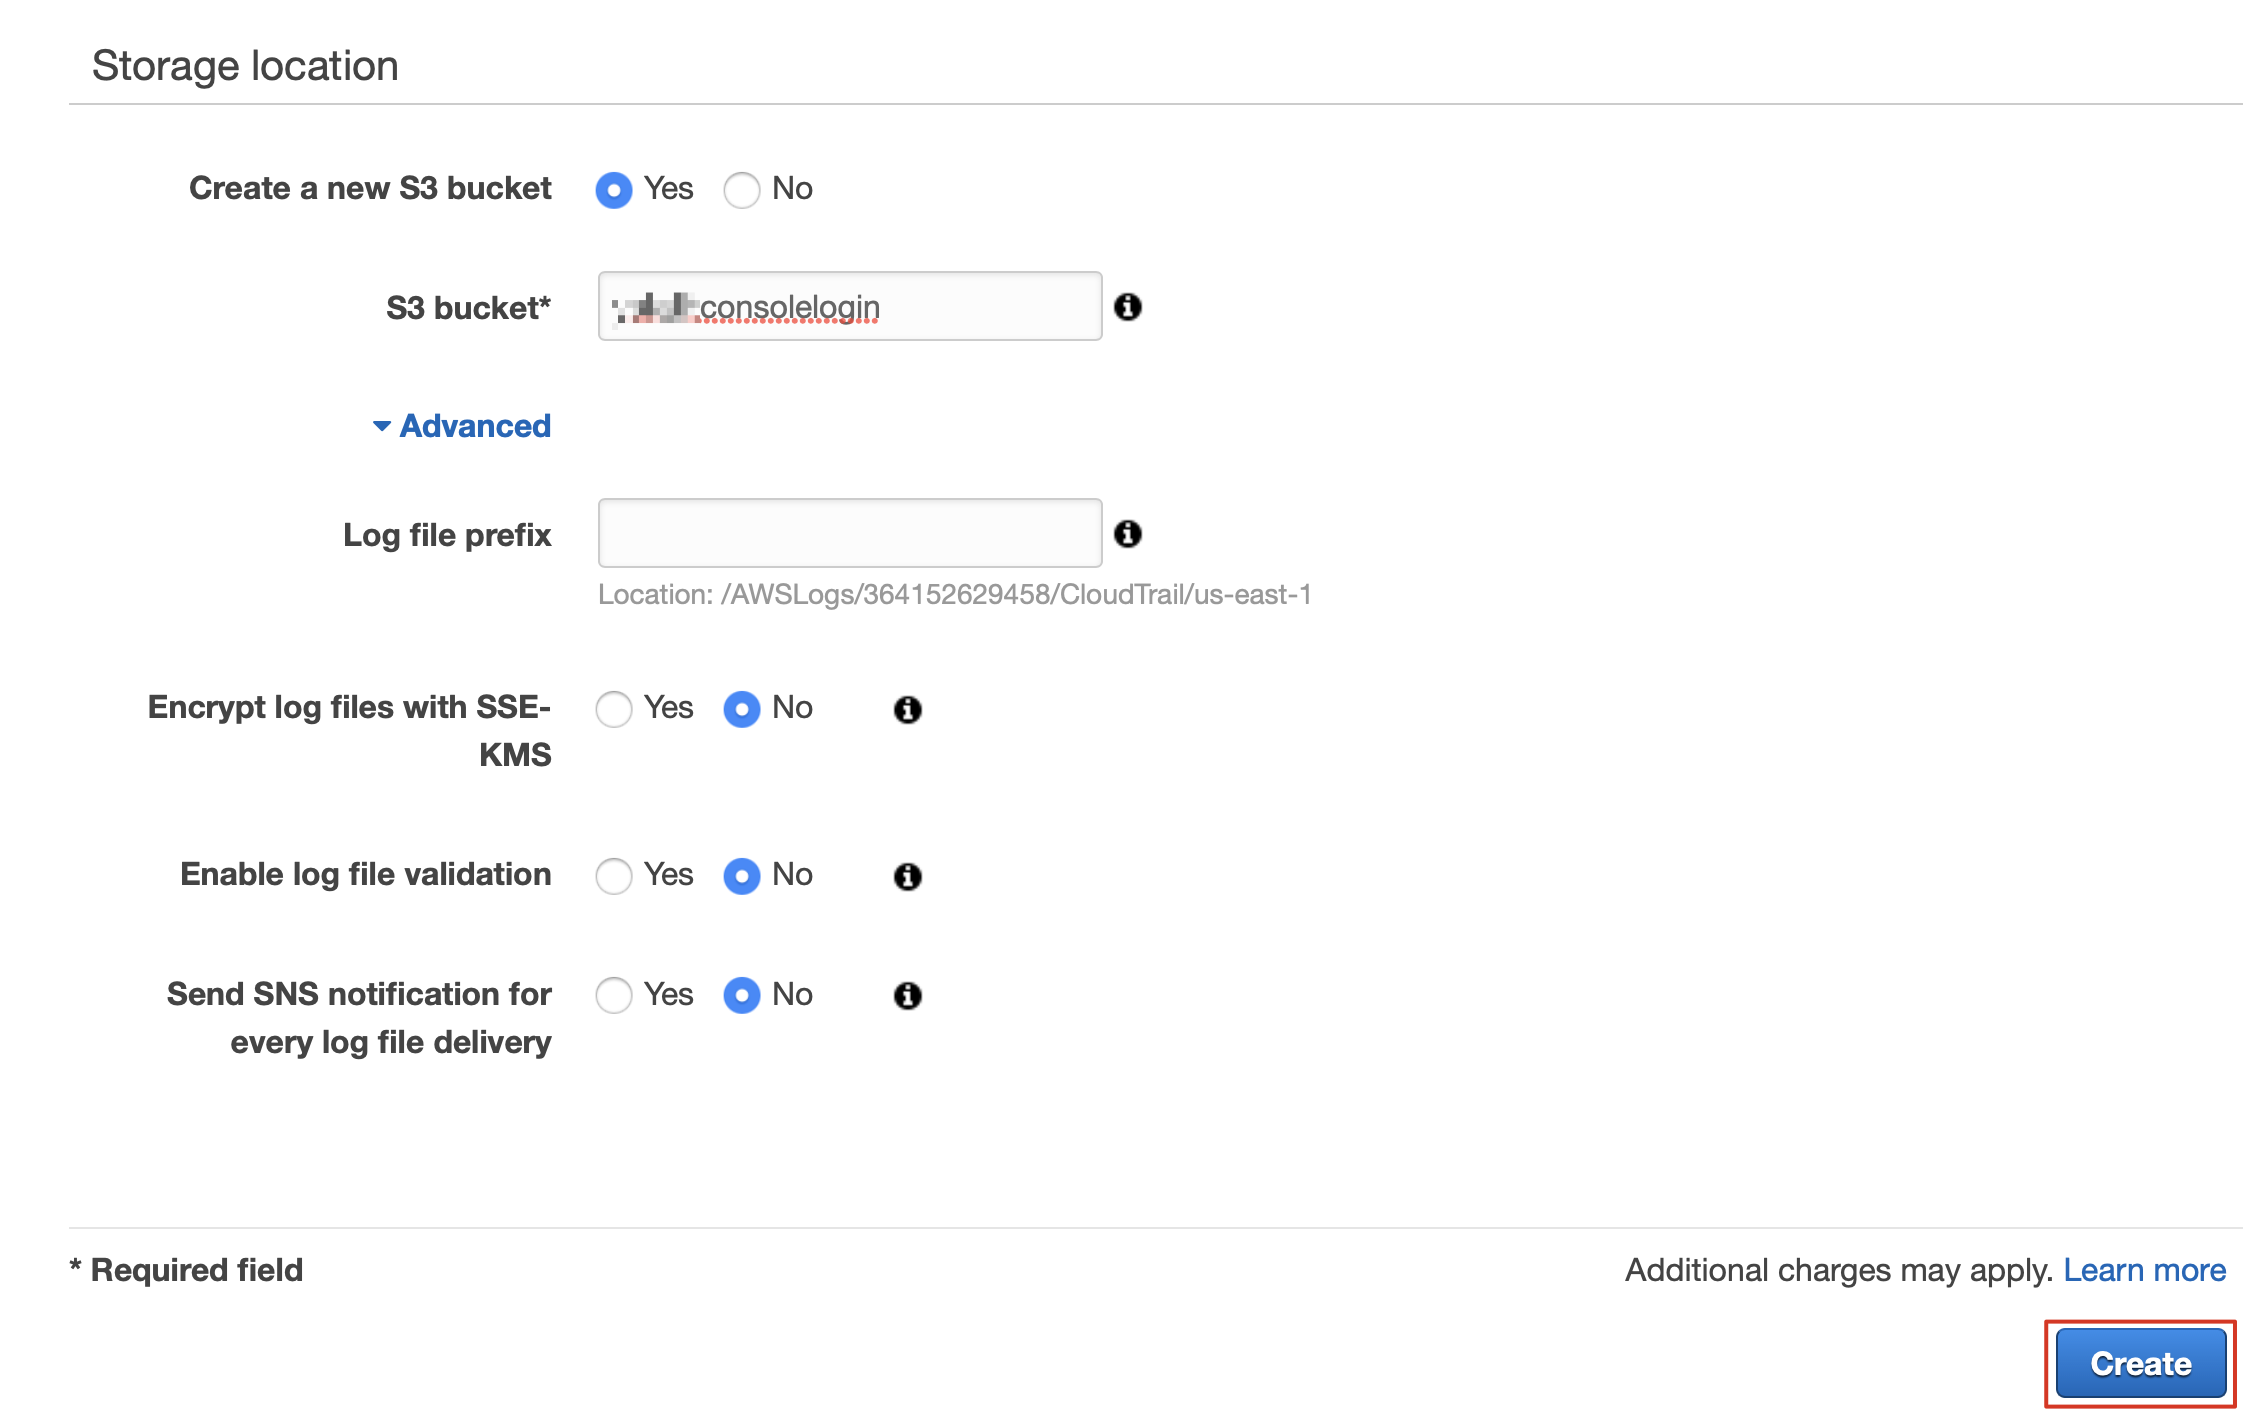 Storage location
Create a new S3 bucket Yes No
S3 bucket* consolelogin
Advanced
Log file prefix
Location: /AWSLogs/364152629458/CloudTrail/us-east-1
Encrypt log files with SSE- Yes No
KMS
Enable log file validation Yes No
Send SNS notification for Yes No
every log file delivery
* Required field Additional charges may apply. Learn more
Create